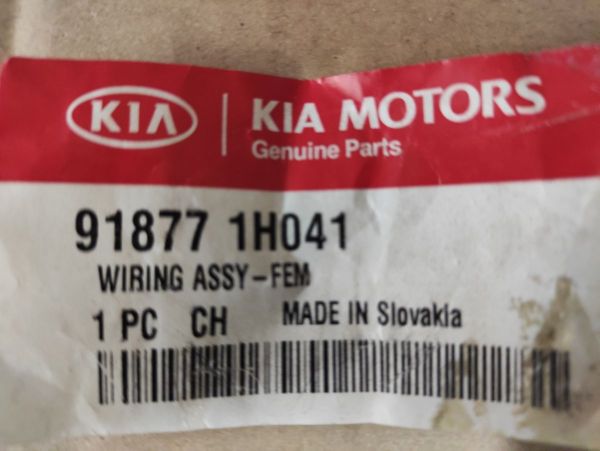 KIA
KIA MOTORS
Genuine Parts
91877 1H041
WIRING ASSY-FEM
1 PC CH MADE IN Slovakia